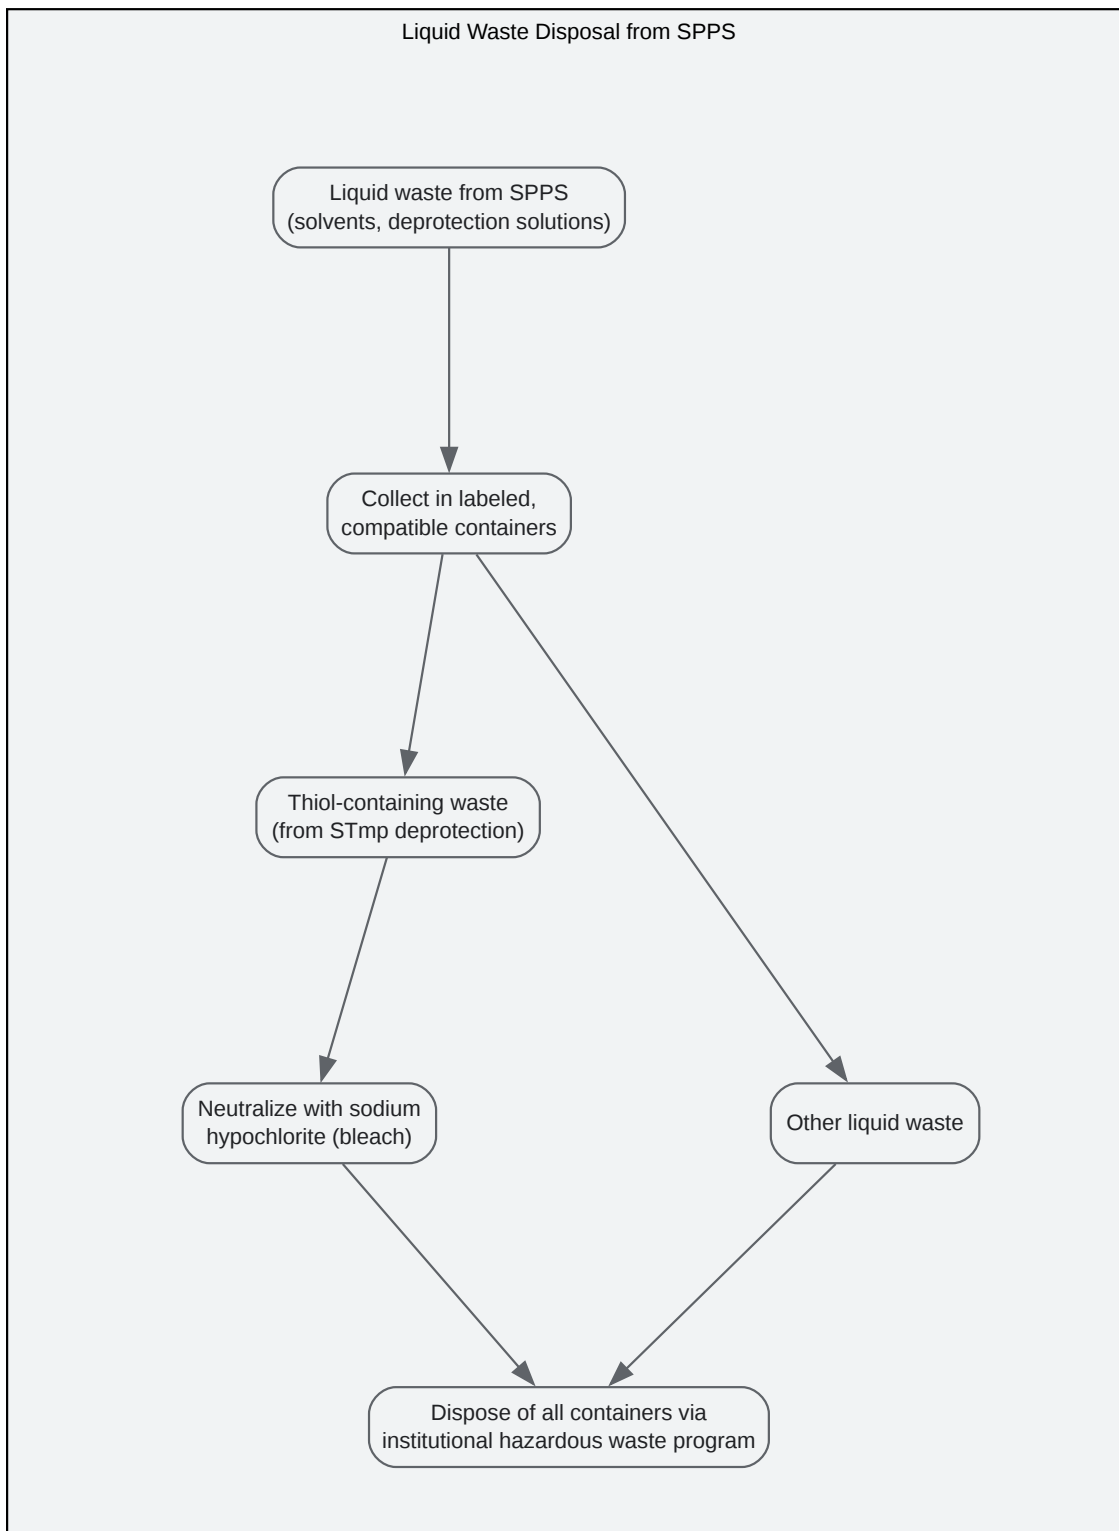 Liquid Waste Disposal from SPPS
Liquid waste from SPPS
(solvents, deprotection solutions)
Collect in labeled,
compatible containers
Thiol-containing waste
(from STmp deprotection)
Neutralize with sodium
hypochlorite (bleach)
Other liquid waste
Dispose of all containers via
institutional hazardous waste program